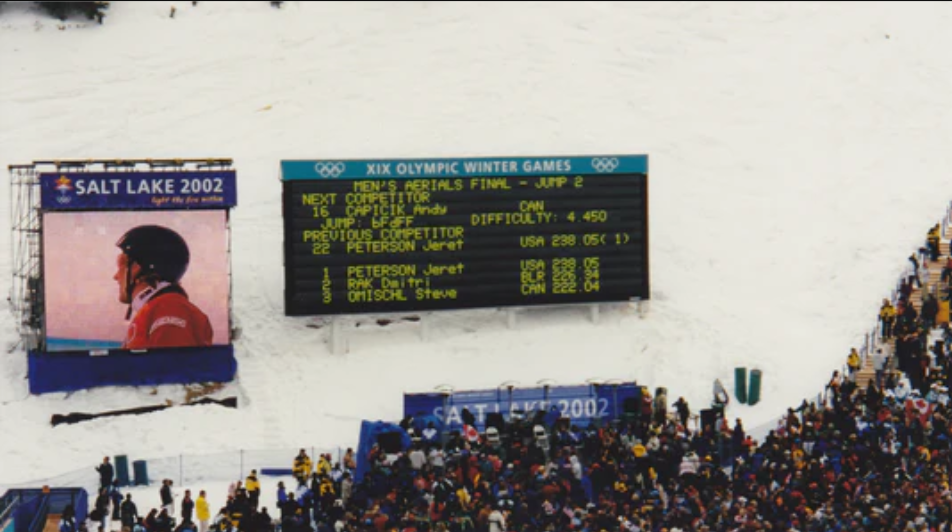 SALT LAKE 2002
light the fire within
XIX OLYMPIC WINTER GAMES
MEN'S AERIALS FINAL - JUMP 2
NEXT COMPETITOR
16 CAPICIK Andy CAN
JUMP: bFdFF DIFFICULTY: 4.450
PREVIOUS COMPETITOR
22 PETERSON Jeret USA 238.05( 1)
1 PETERSON Jeret USA 238.05
2 RAK Dmitri BLR 226.34
3 OMISCHL Steve CAN 222.04
SALT LAKE 2002